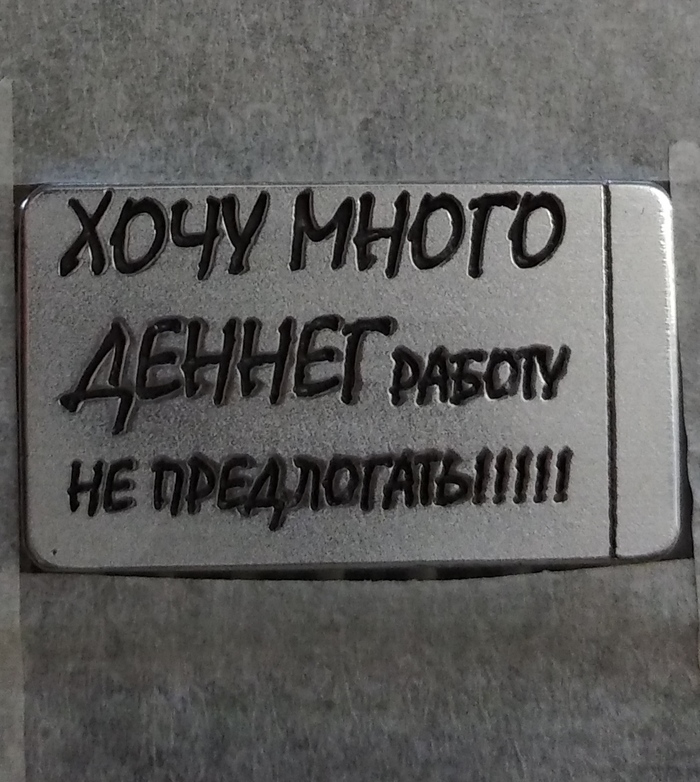 ХОЧУ МНОГО
ДЕННЕГ РАБОТУ
НЕ ПРЕДЛОГАТЬ!!!!!